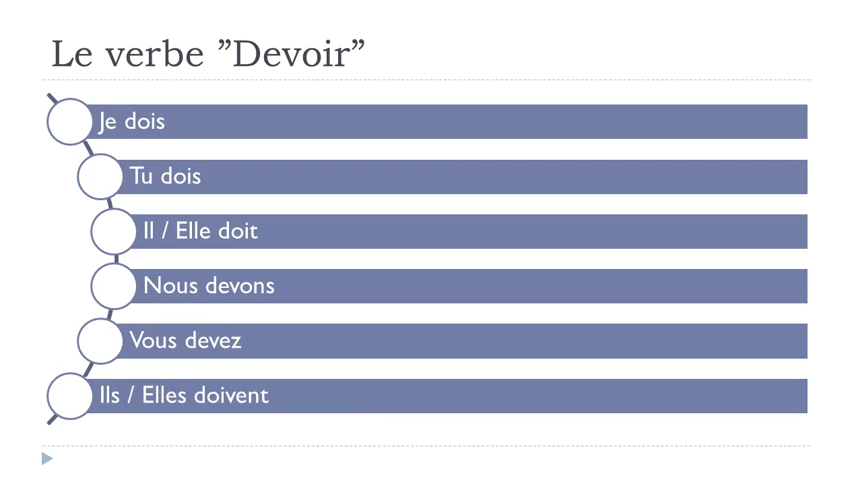 Le verbe ”Devoir”
Je dois
Tu dois
Il / Elle doit
Nous devons
Vous devez
Ils / Elles doivent